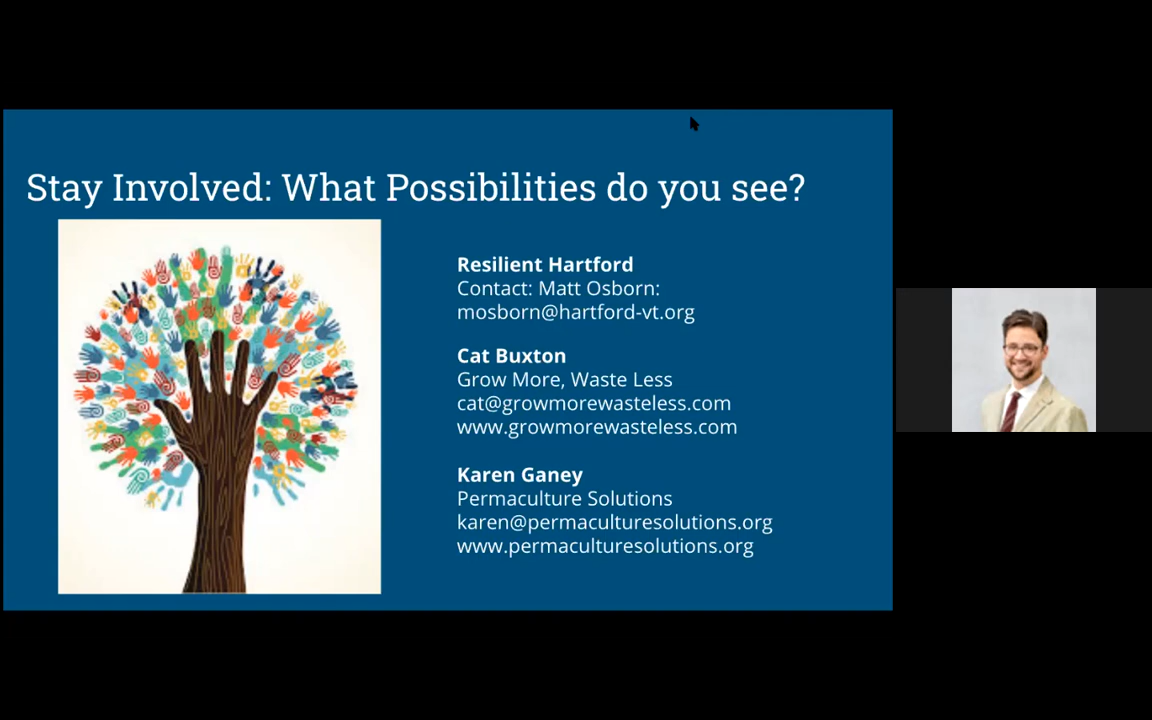 Stay Involved: What Possibilities do you see?
Resilient Hartford
Contact: Matt Osborn:
mosborn@hartford-vt.org
Cat Buxton
Grow More, Waste Less
cat@growmorewasteless.com
www.growmorewasteless.com
Karen Ganey
Permaculture Solutions
karen@permaculturesolutions.org
www.permaculturesolutions.org